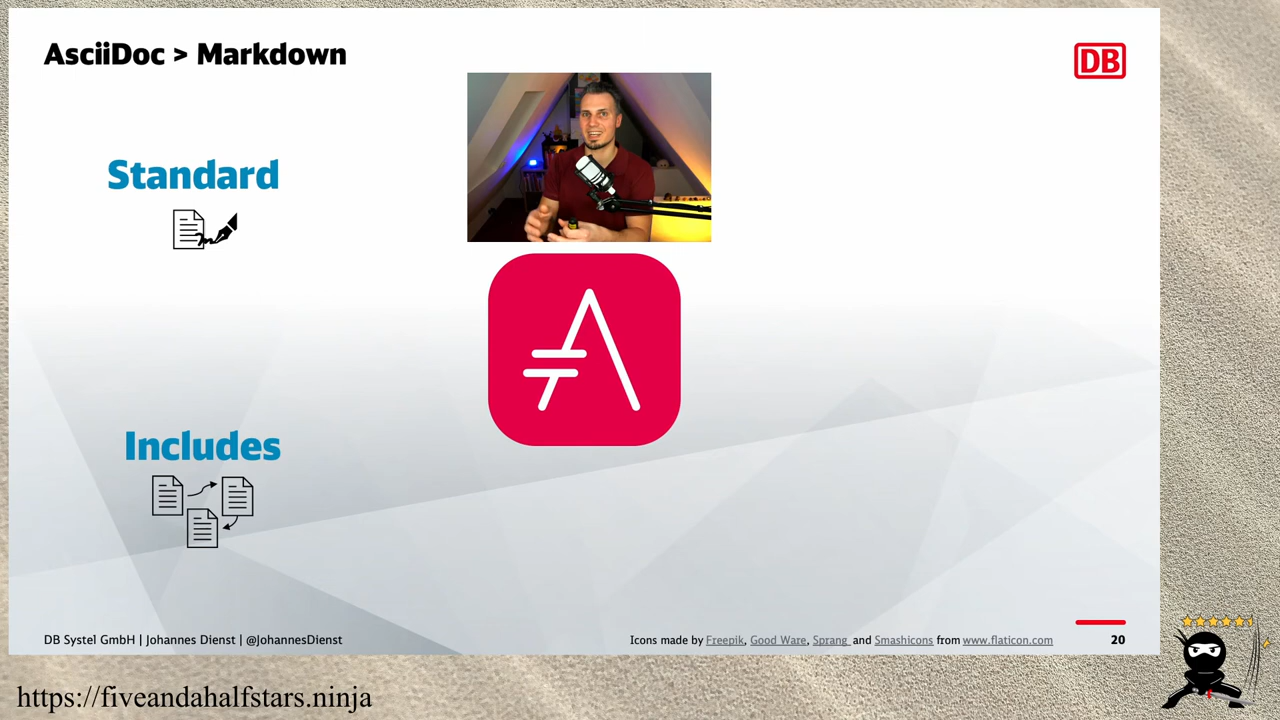 AsciiDoc > Markdown
DB
Standard
Includes
DB Systel GmbH | Johannes Dienst | @JohannesDienst
Icons made by Freepik, Good Ware, Sprang and Smashicons from www.flaticon.com
20
https://fiveandahalfstars.ninja